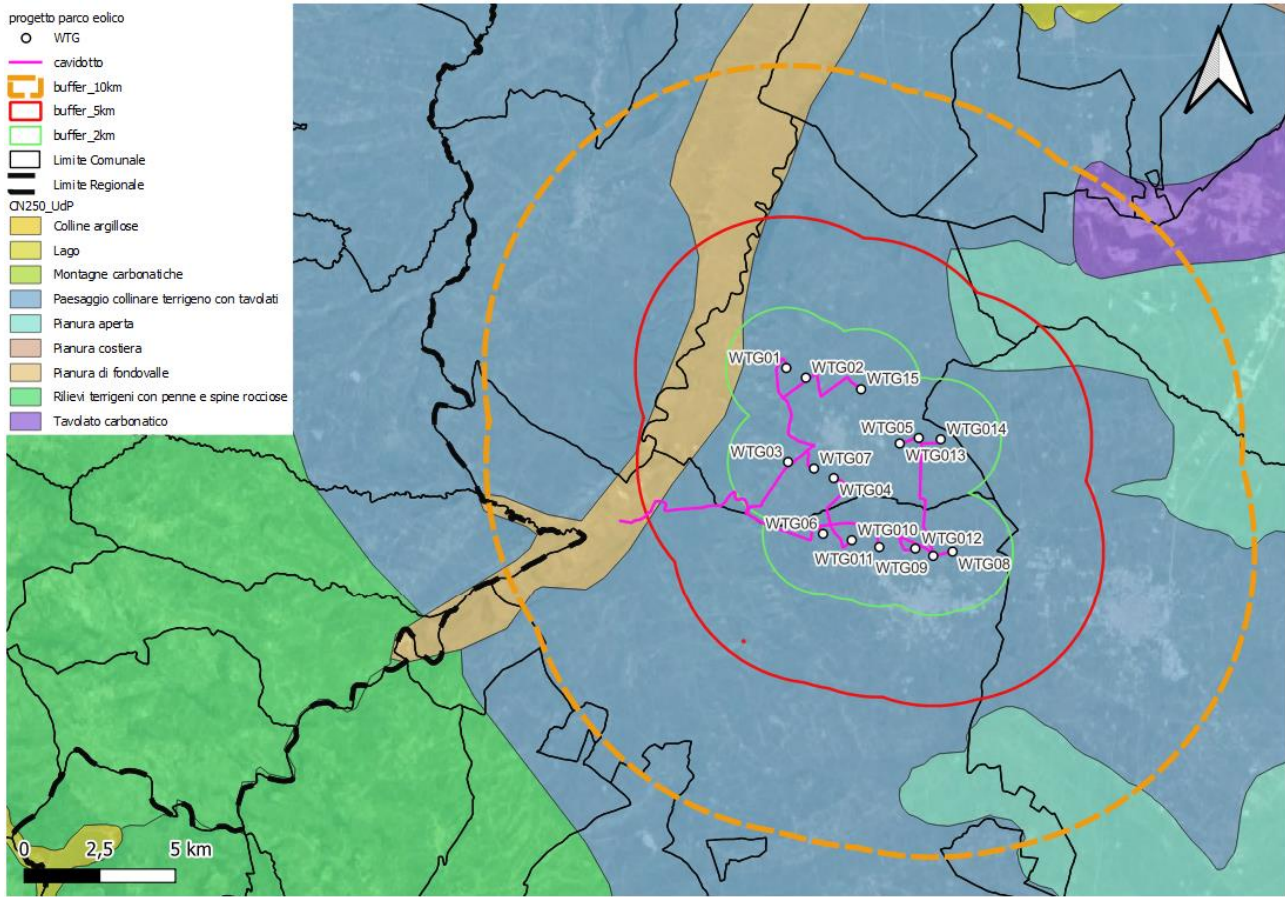 progetto parco eolico
WTG
cavidotto
buffer_10km
buffer_5km
buffer_2km
Limite Comunale
Limite Regionale
CN250_UdP
Colline argillose
Lago
Montagne carbonatiche
Paesaggio collinare terrigeno con tavolati
Pianura aperta
Pianura costiera
Pianura di fondovalle
Rilievi terrigeni con penne e spine rocciose
Tavolato carbonatico
WTG01
WTG02
WTG15
WTG05
WTG014
WTG013
WTG03
WTG07
WTG04
WTG06
WTG010
WTG012
WTG011
WTG09
WTG08
0 2,5 5 km